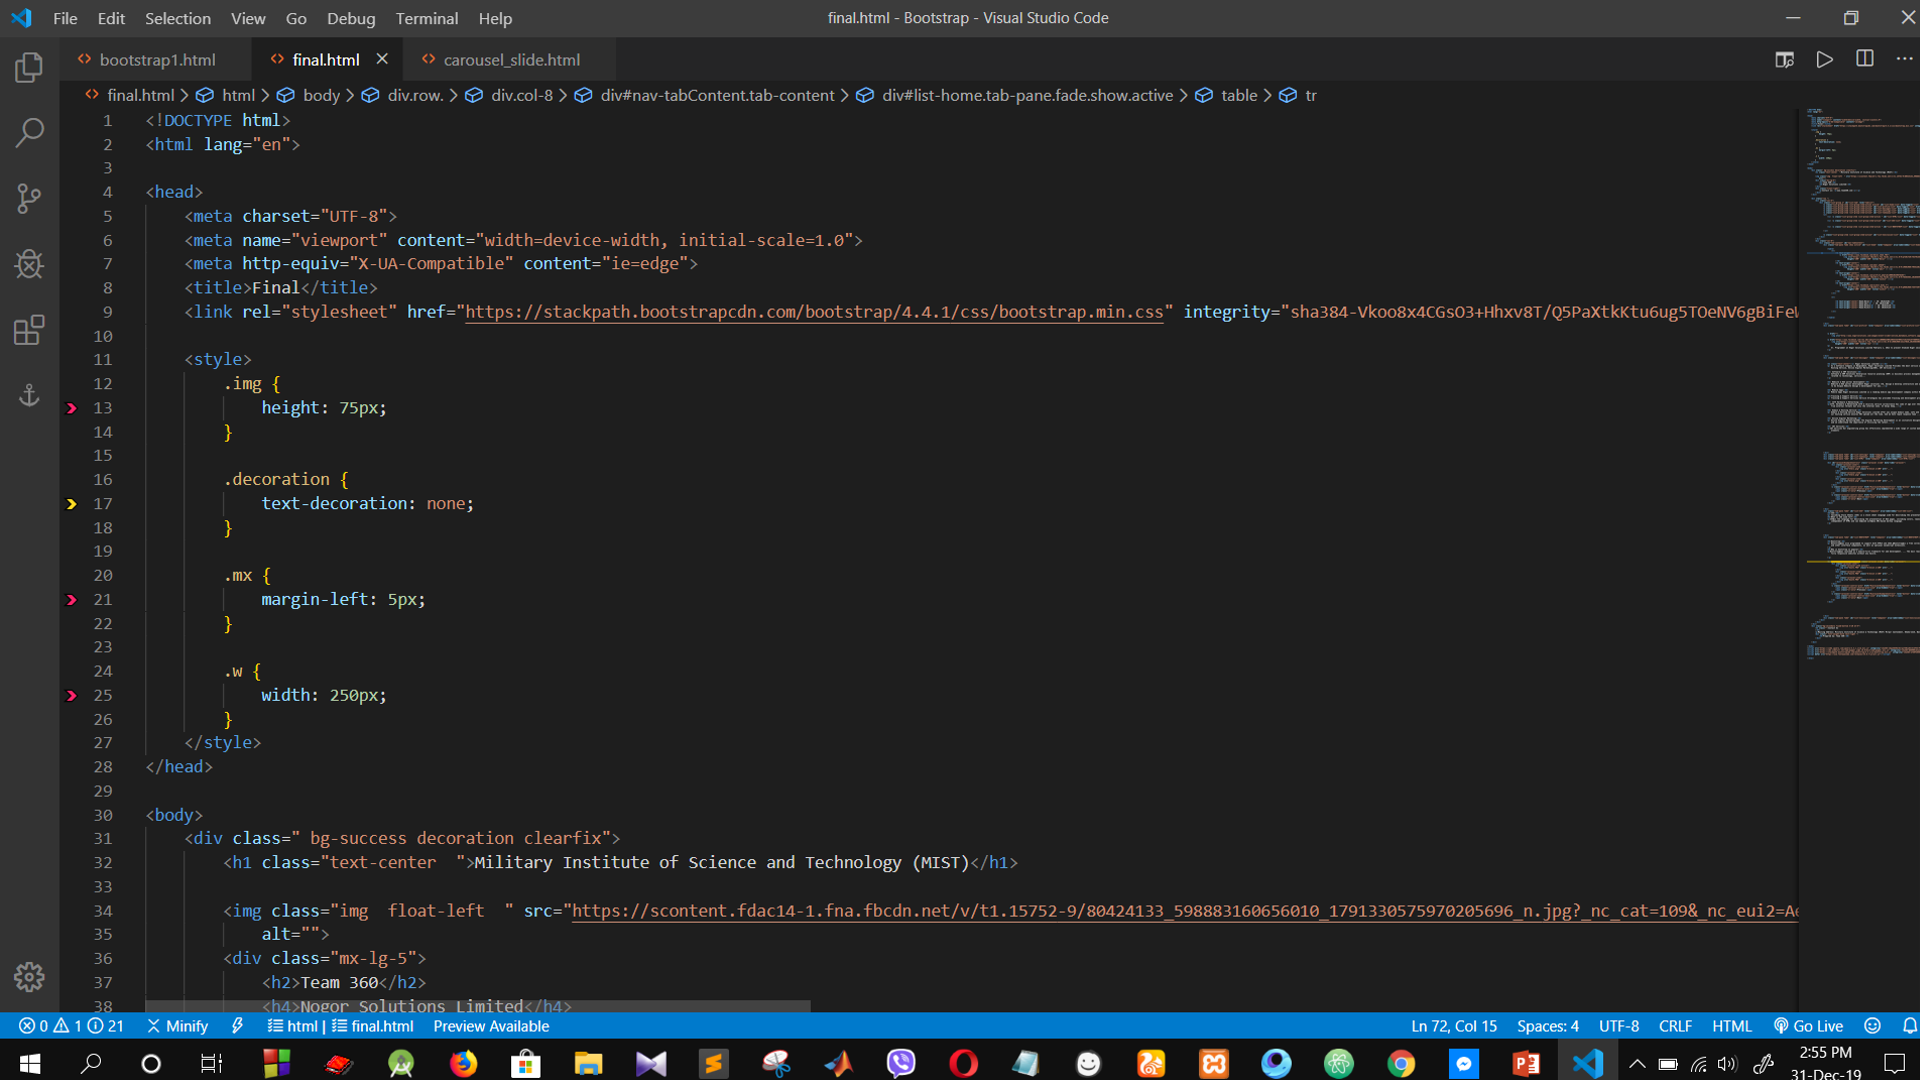 File Edit Selection View Go Debug Terminal Help
final.html - Bootstrap - Visual Studio Code
bootstrap1.html
final.html
carousel_slide.html
final.html > html > body > div.row. > div.col-8 > div#nav-tabContent.tab-content > div#list-home.tab-pane.fade.show.active > table > tr
1 <!DOCTYPE html>
2 <html lang="en">
3
4 <head>
5 <meta charset="UTF-8">
6 <meta name="viewport" content="width=device-width, initial-scale=1.0">
7 <meta http-equiv="X-UA-Compatible" content="ie=edge">
8 <title>Final</title>
9 <link rel="stylesheet" href="https://stackpath.bootstrapcdn.com/bootstrap/4.4.1/css/bootstrap.min.css" integrity="sha384-Vkoo8x4CGsO3+Hhxv8T/Q5PaXtkKtu6ug5TOeNV6gBiFeW
10
11 <style>
12 .img {
13 height: 75px;
14 }
15
16 .decoration {
17 text-decoration: none;
18 }
19
20 .mx {
21 margin-left: 5px;
22 }
23
24 .w {
25 width: 250px;
26 }
27 </style>
28 </head>
29
30 <body>
31 <div class=" bg-success decoration clearfix">
32 <h1 class="text-center  ">Military Institute of Science and Technology (MIST)</h1>
33
34 <img class="img  float-left  " src="https://scontent.fdac14-1.fna.fbcdn.net/v/t1.15752-9/80424133_598883160656010_1791330575970205696_n.jpg?_nc_cat=109&_nc_eui2=Ae
35 alt="">
36 <div class="mx-lg-5">
37 <h2>Team 360</h2>
38 <h4>Nogor Solutions Limited</h4>
0 1 21 Minify html | final.html Preview Available
Ln 72, Col 15 Spaces: 4 UTF-8 CRLF HTML Go Live
2:55 PM
31-Dec-19